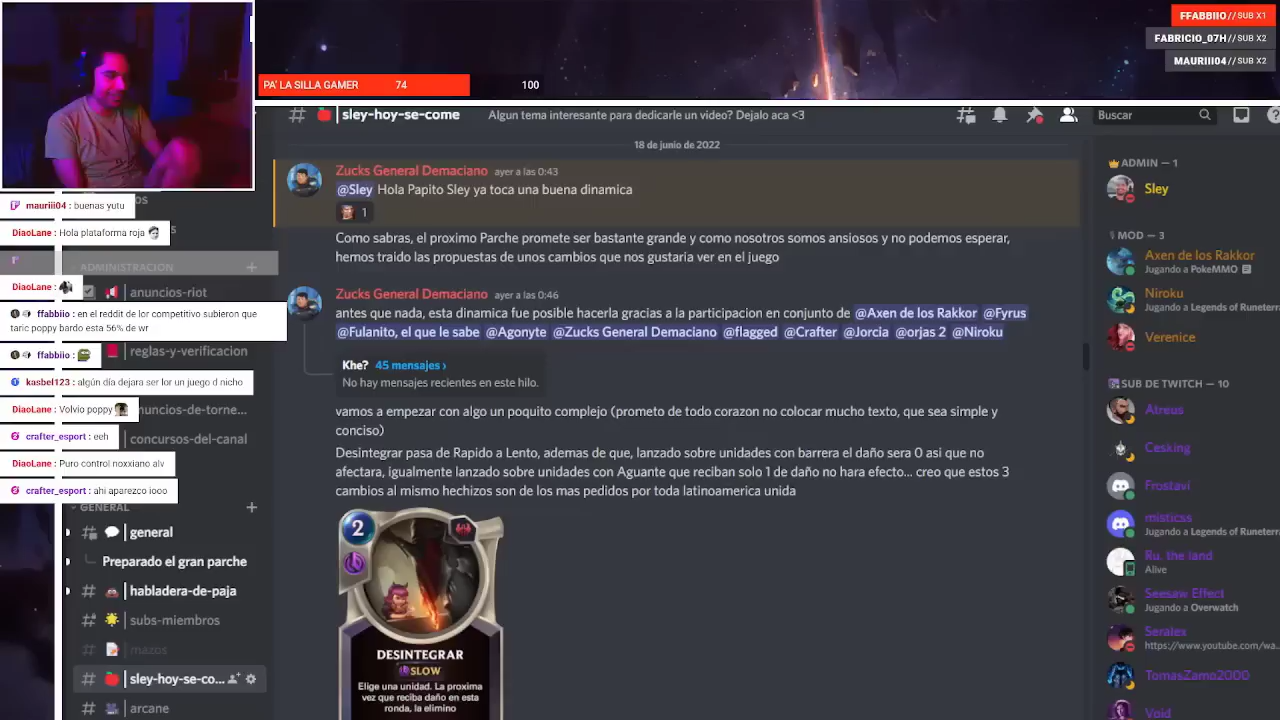 FFABBIIO// SUB X1
FABRICIO_07H// SUB X2
MAURIII04// SUB X2
PA' LA SILLA GAMER 74 100
sley-hoy-se-come
Algun tema interesante para dedicarle un video? Dejalo aca <3
Buscar
18 de junio de 2022
Zucks General Demaciano ayer a las 0:43
@Sley Hola Papito Sley ya toca una buena dinamica
1
Como sabras, el proximo Parche promete ser bastante grande y como nosotros somos ansiosos y no podemos esperar,
hemos traido las propuestas de unos cambios que nos gustaria ver en el juego
Zucks General Demaciano ayer a las 0:46
antes que nada, esta dinamica fue posible hacerla gracias a la participacion en conjunto de @Axen de los Rakkor @Fyrus
@Fulanito, el que le sabe @Agonyte @Zucks General Demaciano @flagged @Crafter @Jorcia @orjas 2 @Niroku
Khe? 45 mensajes ›
No hay mensajes recientes en este hilo.
vamos a empezar con algo un poquito complejo (prometo de todo corazon no colocar mucho texto, que sea simple y
conciso)
Desintegrar pasa de Rapido a Lento, ademas de que, lanzado sobre unidades con barrera el daño sera 0 asi que no
afectara, igualmente lanzado sobre unidades con Aguante que reciban solo 1 de daño no hara efecto... creo que estos 3
cambios al mismo hechizos son de los mas pedidos por toda latinoamerica unida
2
DESINTEGRAR
SLOW
Elige una unidad. La proxima
vez que reciba daño en esta
ronda, la elimino
mauriii04 : buenas yutu
DiaoLane : Hola plataforma roja
ADMINISTRACIÓN
DiaoLane :
anuncios-riot
ffabbiio : en el reddit de lor competitivo subieron que
taric poppy bardo esta 56% de wr
ffabbiio :
reglas-y-verificacion
kasbel123 : algún día dejara ser lor un juego d nicho
DiaoLane : Volvio poppy
nuncios-de-torne...
crafter_esport : eeh
concursos-del-canal
DiaoLane : Puro control noxxiano alv
crafter_esport : ahi aparezco iooo
GENERAL
general
Preparado el gran parche
habladera-de-paja
subs-miembros
mazos
sley-hoy-se-co...
arcane
ADMIN — 1
Sley
MOD — 3
Axen de los Rakkor
Jugando a PokeMMO
Niroku
Jugando a Legends of Runeterra
Verenice
SUB DE TWITCH — 10
Atreus
Cesking
Frostavi
misticss
Jugando a Legends of Runeterra
Ru, the land
Alive
Seesaw Effect
Jugando a Overwatch
Seralex
https://www.youtube.com/wa...
TomasZama2000
Void